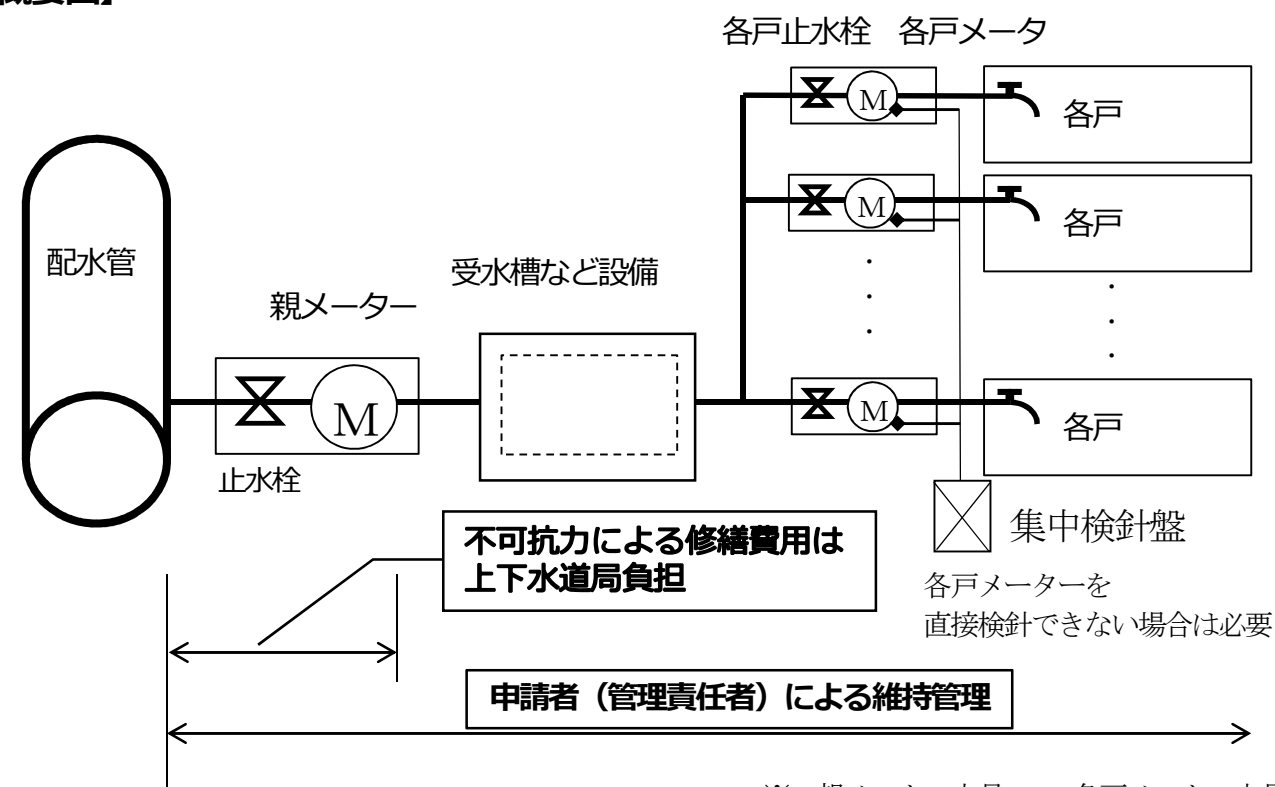 各戸止水栓 各戸メータ
M
各戸
M
各戸
配水管
受水槽など設備
・
・
・
・
・
・
親メーター
M
M
各戸
止水栓
不可抗力による修繕費用は
上下水道局負担
集中検針盤
各戸メーターを
直接検針できない場合は必要
申請者（管理責任者）による維持管理